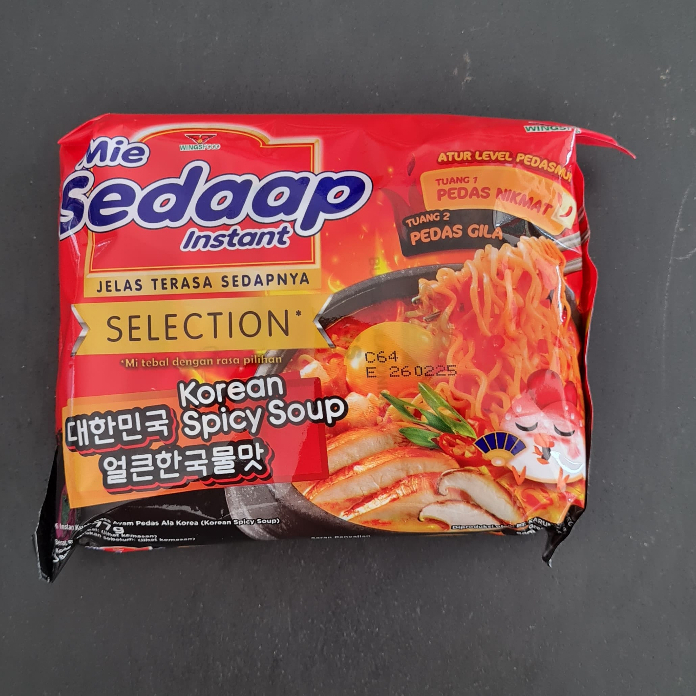 Mie
WINGSFOOD
Sedaap
Instant
JELAS TERASA SEDAPNYA
SELECTION*
*Mi tebal dengan rasa pilihan
ATUR LEVEL PEDASMU
TUANG 1
PEDAS NIKMAT
TUANG 2
PEDAS GILA
C64
E 260225
Korean
대한민국 Spicy Soup
얼큰한국물맛
Ayam Pedas Ala Korea (Korean Spicy Soup)